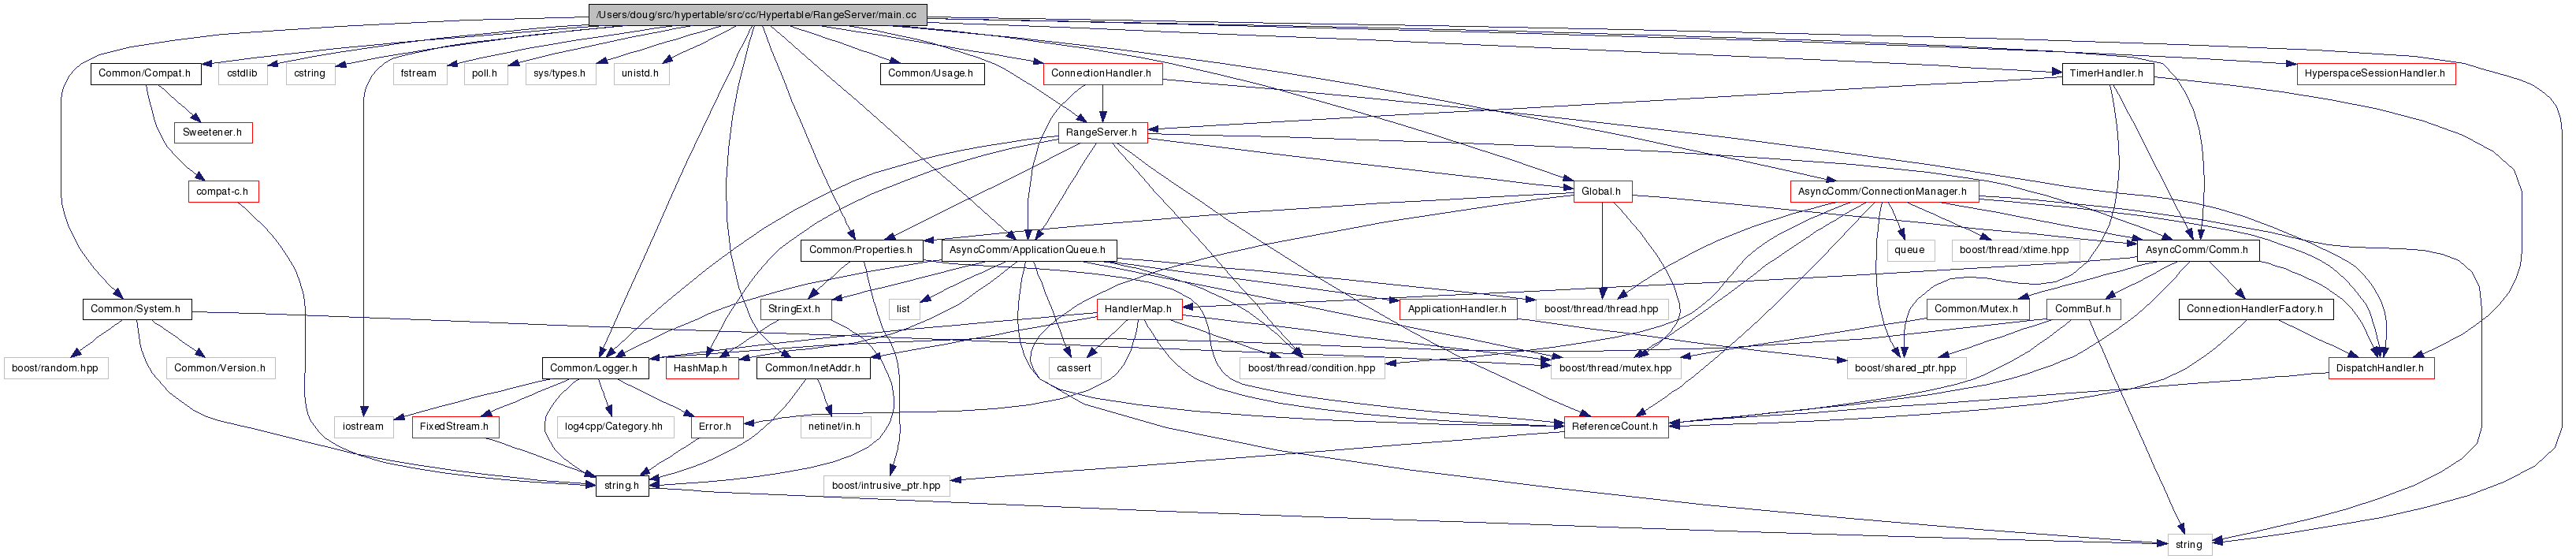 /Users/doug/src/hypertable/src/cc/Hypertable/RangeServer/main.cc
Common/Compat.h
cstdlib
cstring
fstream
poll.h
sys/types.h
unistd.h
Common/Usage.h
ConnectionHandler.h
TimerHandler.h
HyperspaceSessionHandler.h
Sweetener.h
RangeServer.h
compat-c.h
Global.h
AsyncComm/ConnectionManager.h
Common/Properties.h
AsyncComm/ApplicationQueue.h
queue
boost/thread/xtime.hpp
AsyncComm/Comm.h
Common/System.h
StringExt.h
list
HandlerMap.h
ApplicationHandler.h
boost/thread/thread.hpp
Common/Mutex.h
CommBuf.h
ConnectionHandlerFactory.h
boost/random.hpp
Common/Version.h
Common/Logger.h
HashMap.h
Common/InetAddr.h
cassert
boost/thread/condition.hpp
boost/thread/mutex.hpp
boost/shared_ptr.hpp
DispatchHandler.h
iostream
FixedStream.h
log4cpp/Category.hh
Error.h
netinet/in.h
ReferenceCount.h
string.h
boost/intrusive_ptr.hpp
string